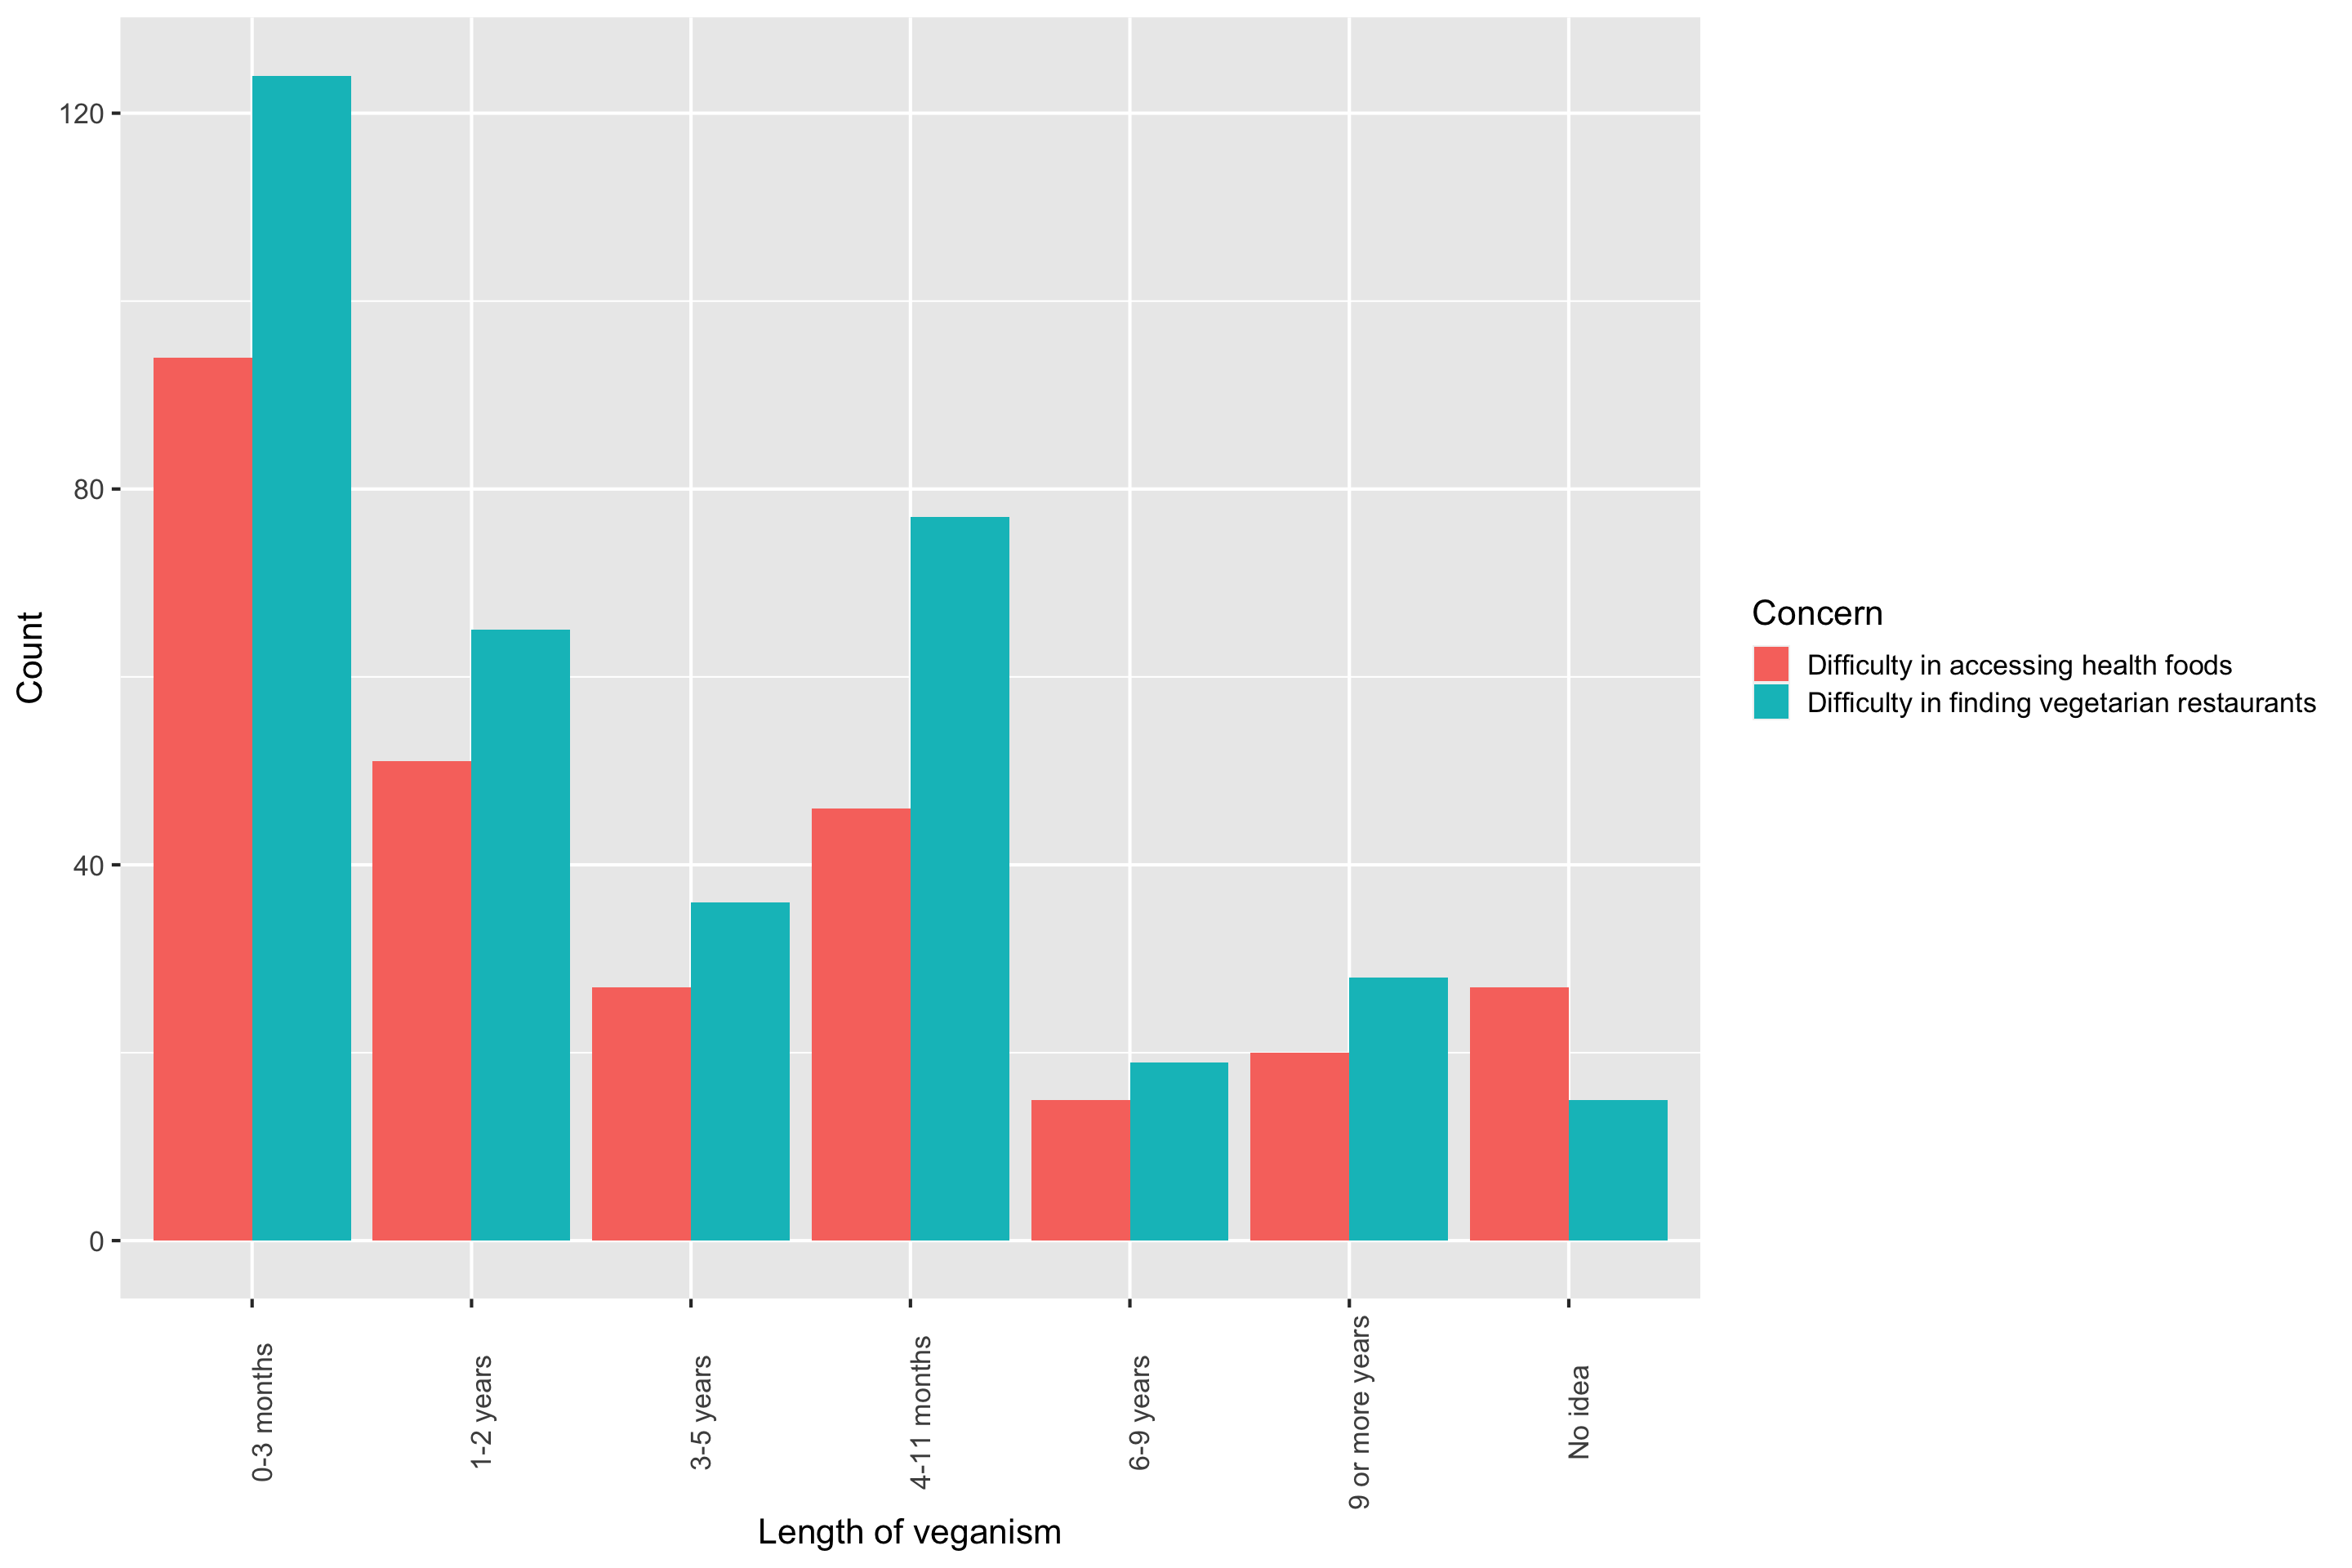 120
80
40
0
Count
0-3 months
1-2 years
3-5 years
4-11 months
6-9 years
9 or more years
No idea
Length of veganism
Concern
Difficulty in accessing health foods
Difficulty in finding vegetarian restaurants